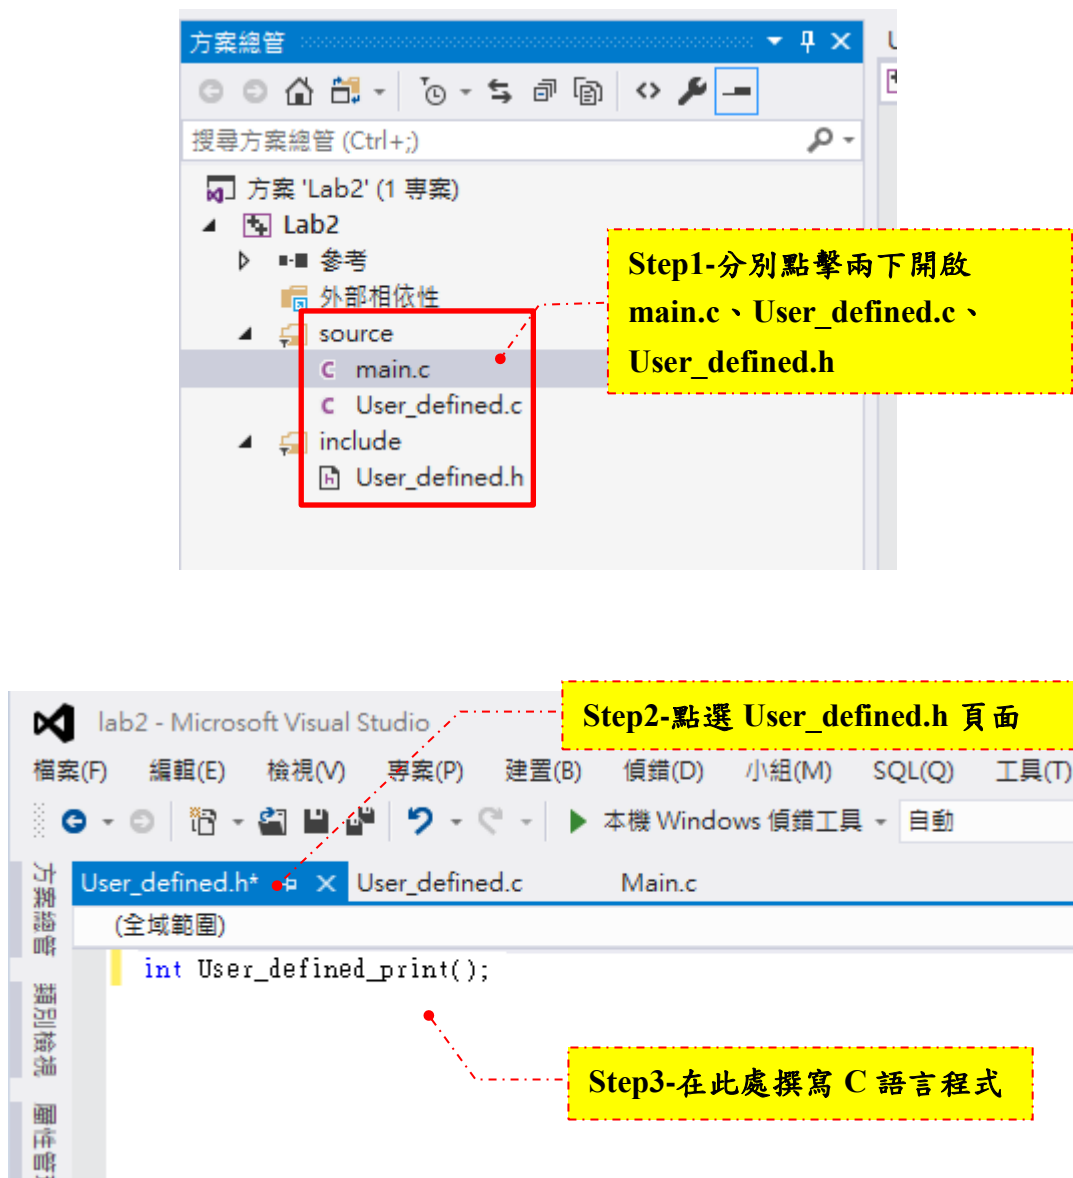 方案總管
搜尋方案總管 (Ctrl+;)
方案 'Lab2' (1 專案)
Lab2
參考
外部相依性
source
main.c
User_defined.c
include
User_defined.h
Step1-分別點擊兩下開啟
main.c、User_defined.c、
User_defined.h
lab2 - Microsoft Visual Studio
Step2-點選 User_defined.h 頁面
檔案(F) 編輯(E) 檢視(V) 專案(P) 建置(B) 偵錯(D) 小組(M) SQL(Q) 工具(T)
本機 Windows 偵錯工具 自動
User_defined.h* User_defined.c Main.c
(全域範圍)
int User_defined_print();
Step3-在此處撰寫 C 語言程式
方案總管
類別檢視
屬性管